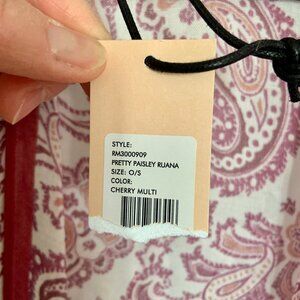 STYLE:
RM3000909
PRETTY PAISLEY RUANA
SIZE: O/S
COLOR:
CHERRY MULTI